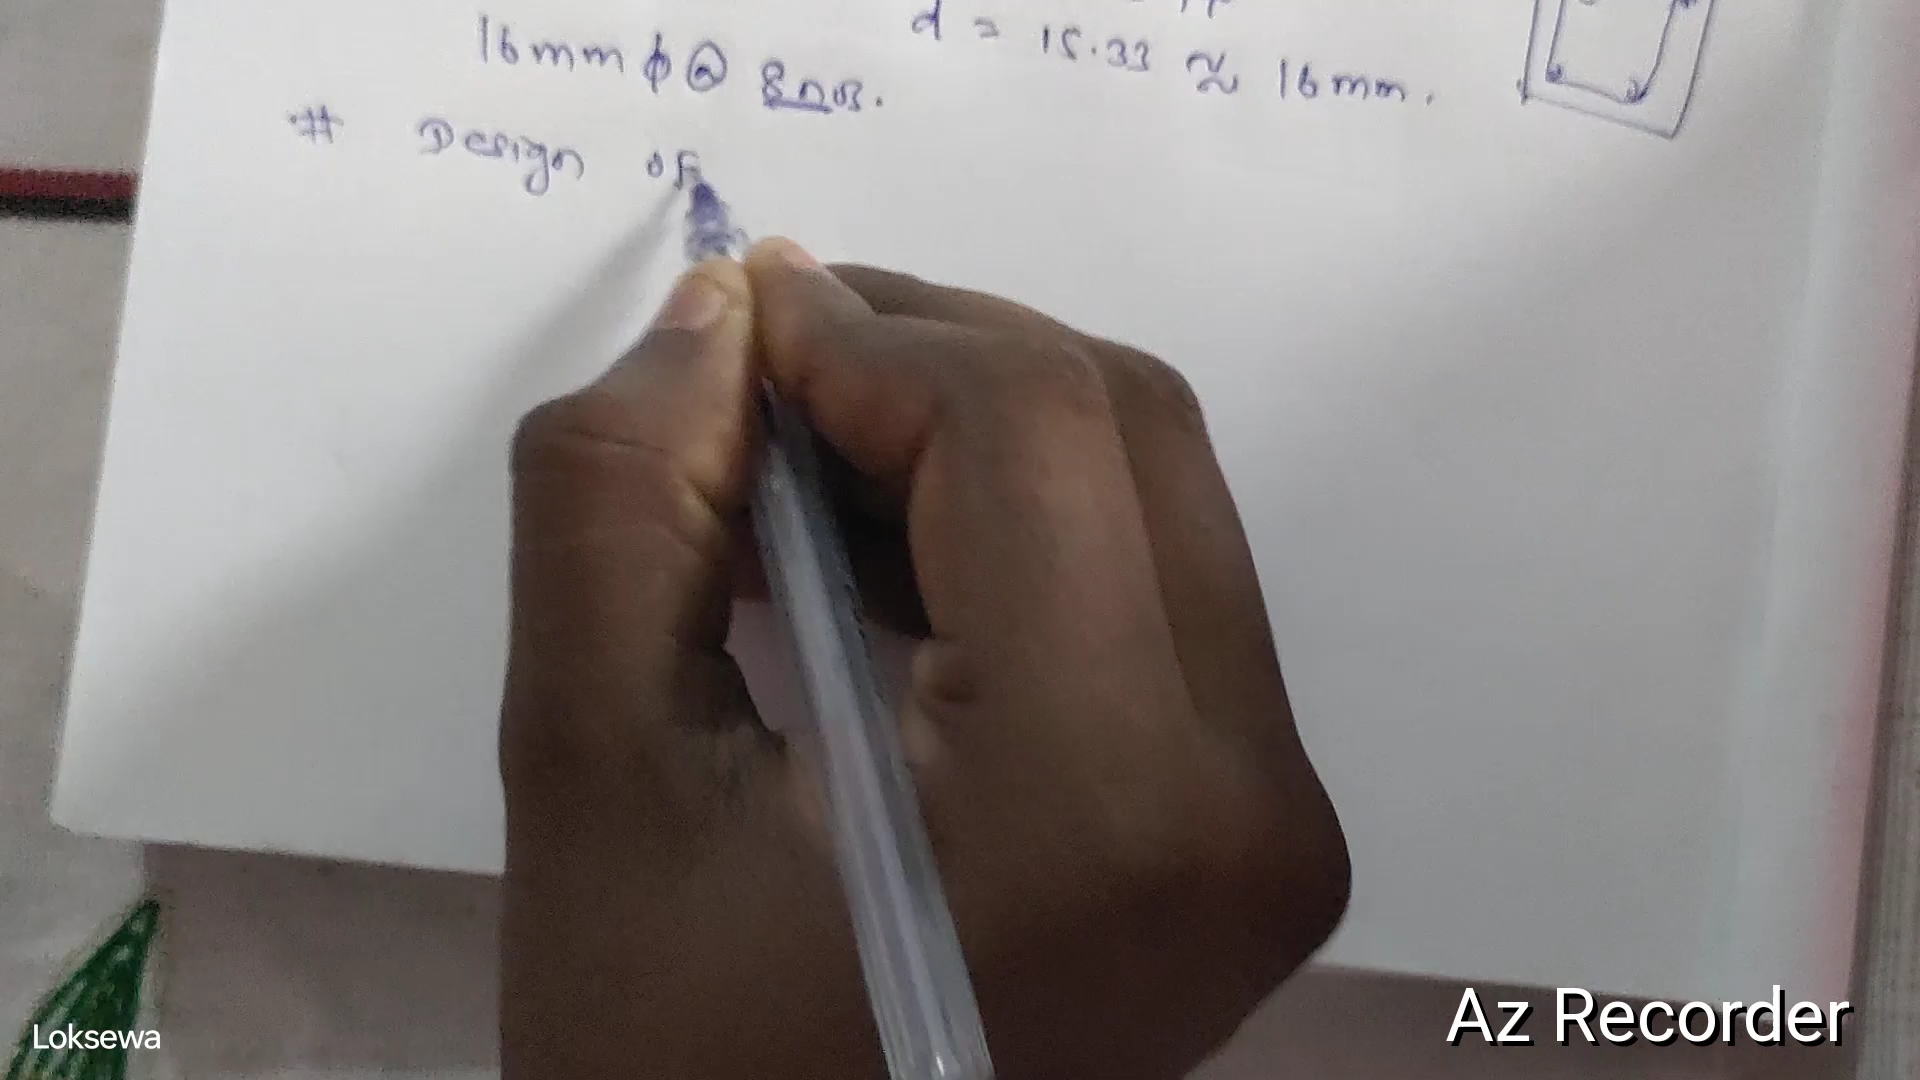 d = 15.33 ≈ 16mm.
16mm ϕ @ 8nos.
# Design of
Loksewa
Az Recorder